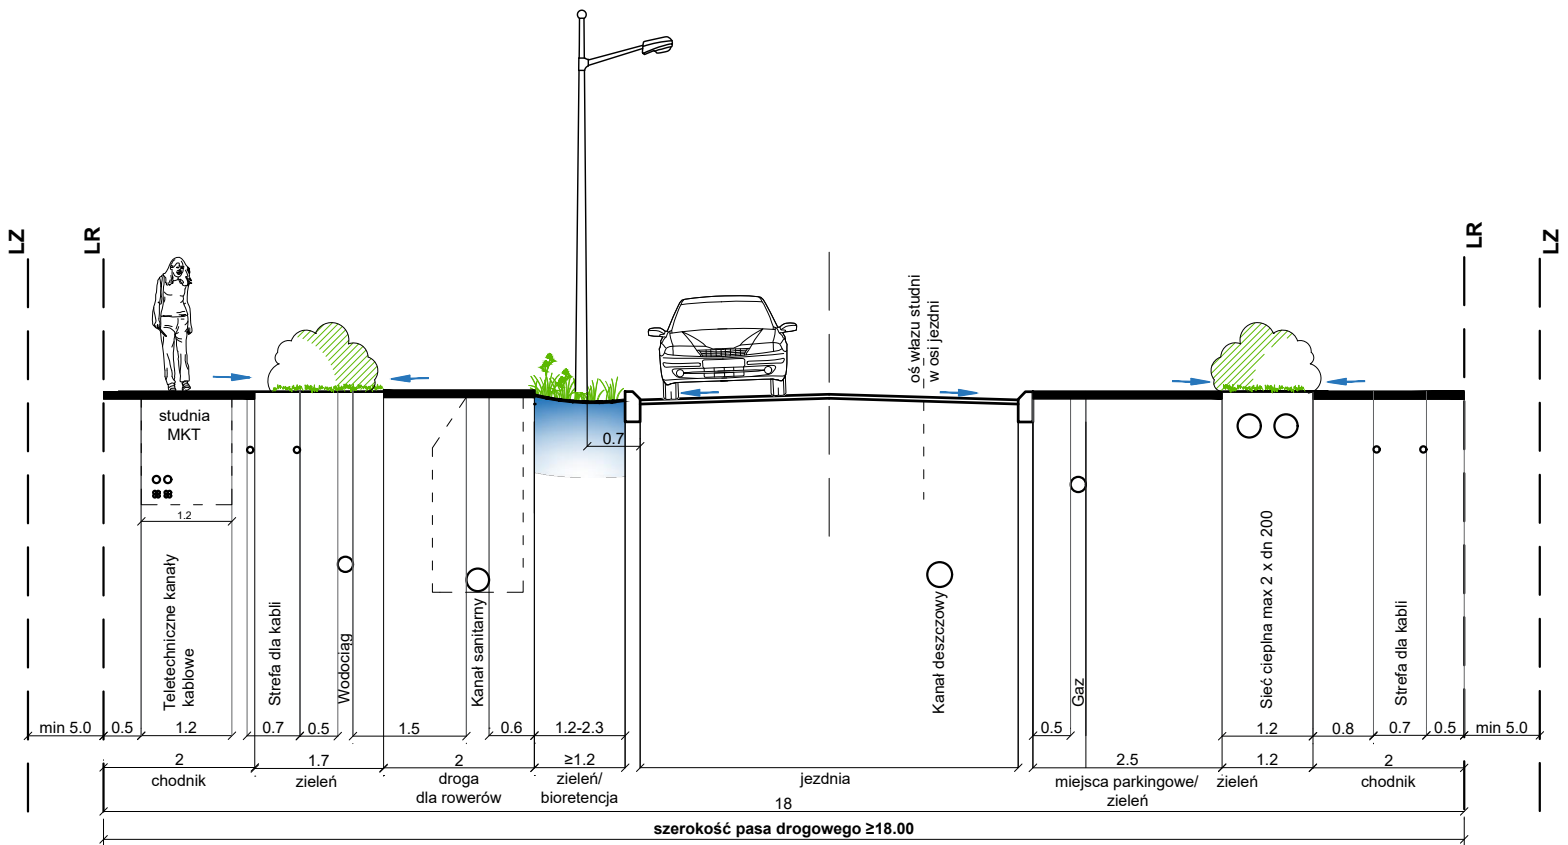 LZ
LR
LR
LZ
oś włazu studni
w osi jezdni
studnia
MKT
0.7
1.2
Teletechniczne kanały
kablowe
Strefa dla kabli
Wodociąg
Kanał sanitarny
Kanał deszczowy
Gaz
Sieć cieplna max 2 x dn 200
Strefa dla kabli
min 5.0 0.5 1.2 0.7 0.5 1.5 0.6 1.2-2.3 0.5 1.2 0.8 0.7 0.5 min 5.0
2 1.7 2 ≥1.2 2.5 1.2 2
chodnik zieleń droga zieleń/ jezdnia miejsca parkingowe/ zieleń chodnik
dla rowerów bioretencja zieleń
18
szerokość pasa drogowego ≥18.00